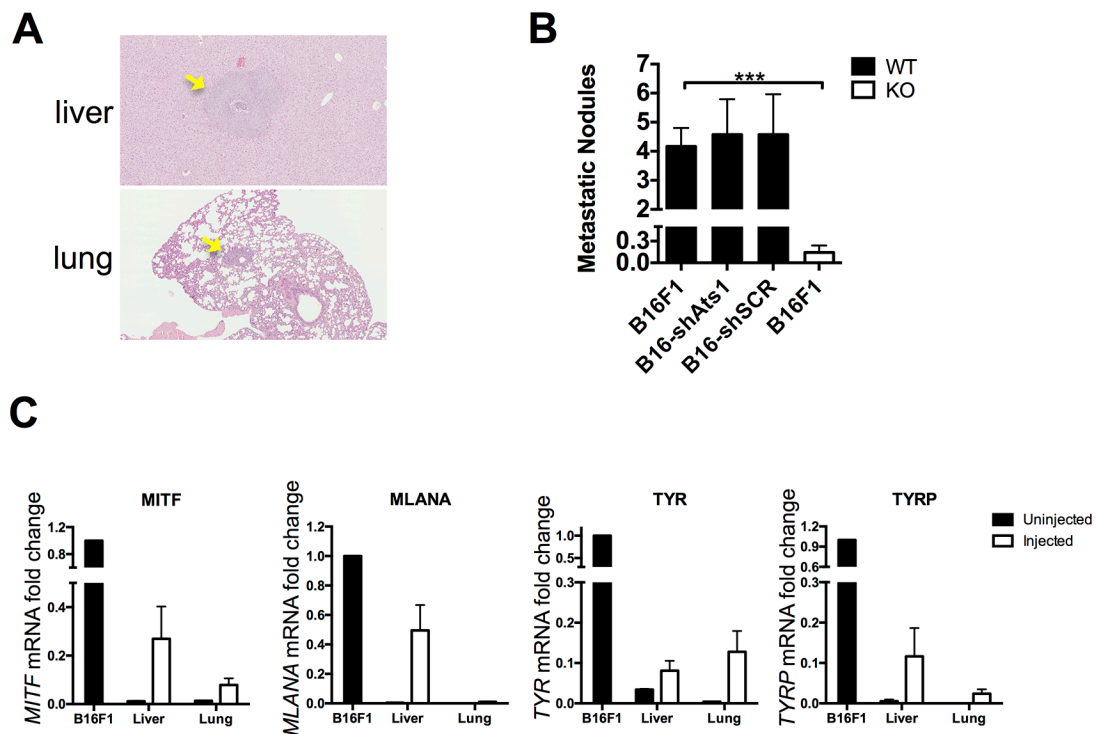 A
liver
lung
B
Metastatic Nodules
7
6
5
4
3
2
0.3
0.0
***
WT
KO
B16F1
B16-shAts1
B16-shSCR
B16F1
C
MITF
MITF mRNA fold change
1.2
0.8
0.4
0.2
0.0
B16F1 Liver Lung
MLANA
MLANA mRNA fold change
1.2
1.0
0.8
0.6
0.4
0.2
0.0
B16F1 Liver Lung
TYR
TYR mRNA fold change
1.0
0.5
0.3
0.2
0.1
0.0
B16F1 Liver Lung
TYRP
TYRP mRNA fold change
1.2
0.9
0.6
0.3
0.2
0.1
0.0
B16F1 Liver Lung
Uninjected
Injected